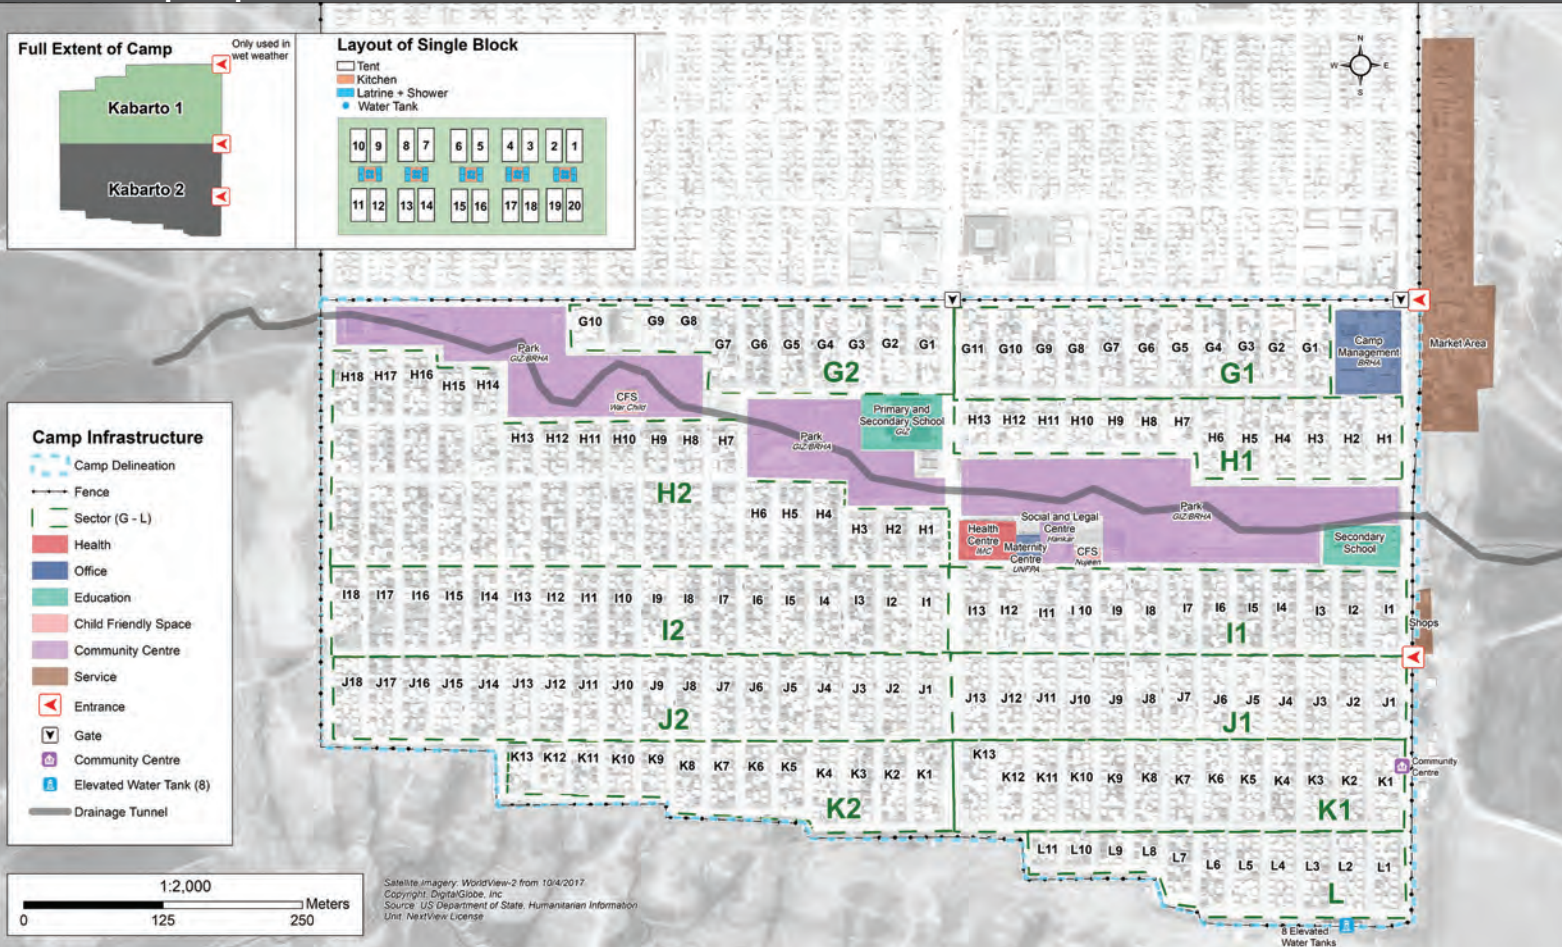 Full Extent of Camp
Only used in
wet weather
Kabarto 1
Kabarto 2
Layout of Single Block
Tent
Kitchen
Latrine + Shower
Water Tank
10 9 8 7 6 5 4 3 2 1
11 12 13 14 15 16 17 18 19 20
N
W E
S
Camp Infrastructure
Camp Delineation
Fence
Sector (G - L)
Health
Office
Education
Child Friendly Space
Community Centre
Service
Entrance
Gate
Community Centre
Elevated Water Tank (8)
Drainage Tunnel
G10 G9 G8
G7 G6 G5 G4 G3 G2 G1
G2
G11 G10 G9 G8 G7 G6 G5 G4 G3 G2 G1
G1
Camp
Management
BRHA
Market Area
Park
GIZ/BRHA
CFS
War Child
H18 H17 H16 H15 H14
H13 H12 H11 H10 H9 H8 H7
H6 H5 H4
H3 H2 H1
H2
Park
GIZ/BRHA
Primary and
Secondary School
GIZ
H13 H12 H11 H10 H9 H8 H7
H6 H5 H4 H3 H2 H1
H1
Park
GIZ/BRHA
Health
Centre
IMC
Maternity
Centre
UNFPA
Social and Legal
Centre
Harikar
CFS
Nujeen
Secondary
School
I18 I17 I16 I15 I14 I13 I12 I11 I10 I9 I8 I7 I6 I5 I4 I3 I2 I1
I2
I13 I12 I11 I 10 I9 I8 I7 I6 I5 I4 I3 I2 I1
I1
Shops
J18 J17 J16 J15 J14 J13 J12 J11 J10 J9 J8 J7 J6 J5 J4 J3 J2 J1
J2
J13 J12 J11 J10 J9 J8 J7 J6 J5 J4 J3 J2 J1
J1
K13 K12 K11 K10 K9 K8 K7 K6 K5 K4 K3 K2 K1
K2
K13 K12 K11 K10 K9 K8 K7 K6 K5 K4 K3 K2 K1
K1
Community
Centre
L11 L10 L9 L8 L7 L6 L5 L4 L3 L2 L1
L
8 Elevated
Water Tanks
1:2,000
Meters
0 125 250
Satellite Imagery: WorldView-2 from 10/4/2017
Copyright: DigitalGlobe, Inc
Source: US Department of State, Humanitarian Information
Unit, NextView License